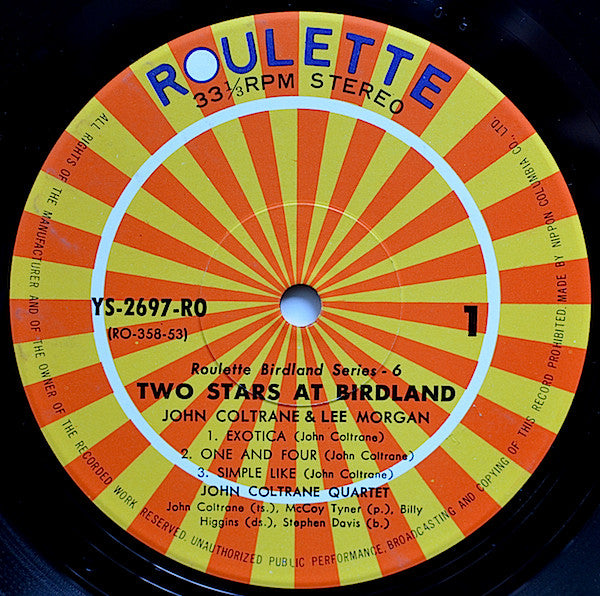 ROULETTE
33⅓RPM STEREO
YS-2697-RO
(RO-358-53)
1
Roulette Birdland Series - 6
TWO STARS AT BIRDLAND
JOHN COLTRANE & LEE MORGAN
1. EXOTICA (John Coltrane)
2. ONE AND FOUR (John Coltrane)
3. SIMPLE LIKE (John Coltrane)
JOHN COLTRANE QUARTET
John Coltrane (ts.), McCoy Tyner (p.), Billy
Higgins (ds.), Stephen Davis (b.)
ALL RIGHTS OF THE MANUFACTURER AND OF THE OWNER OF THE RECORDED WORK RESERVED. UNAUTHORIZED PUBLIC PERFORMANCE, BROADCASTING AND COPYING OF THIS RECORD PROHIBITED. MADE BY NIPPON COLUMBIA CO., LTD.